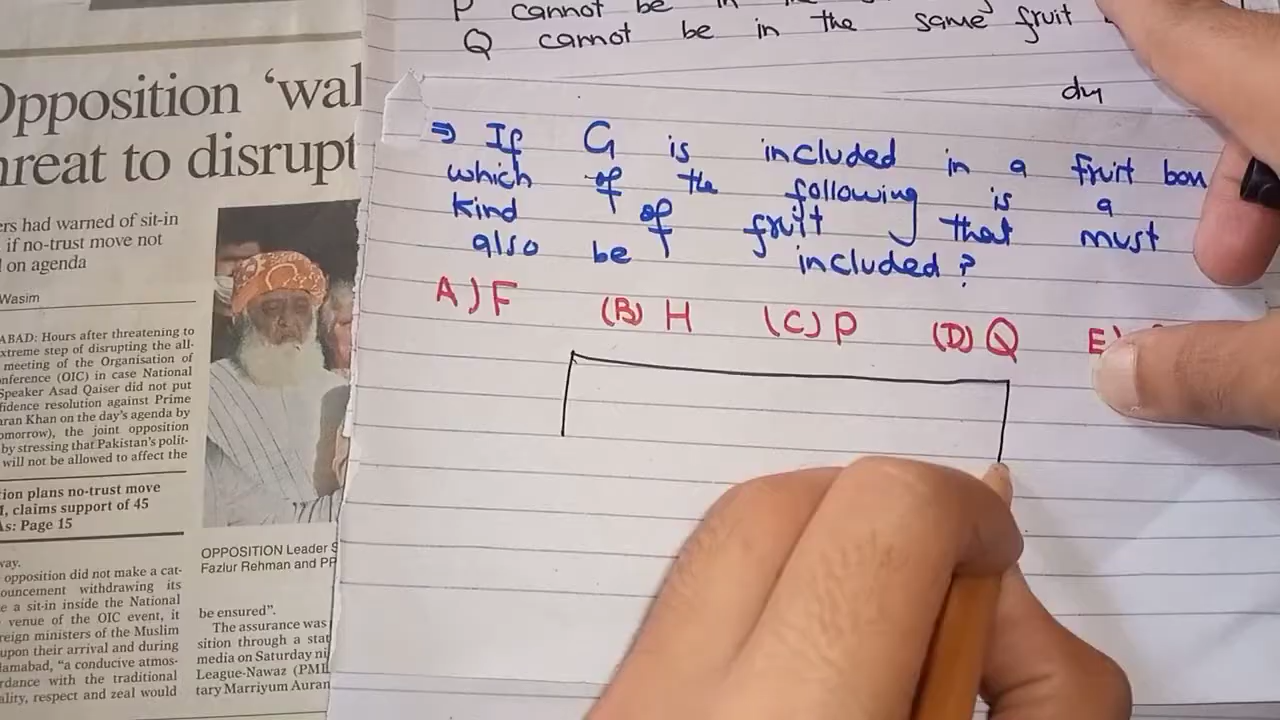 Opposition 'wal
hreat to disrupt
ers had warned of sit-in
if no-trust move not
on agenda
Wasim
ABAD: Hours after threatening to
xtreme step of disrupting the all-
meeting of the Organisation of
onference (OIC) in case National
Speaker Asad Qaiser did not put
fidence resolution against Prime
ran Khan on the day's agenda by
omorrow), the joint opposition
by stressing that Pakistan's polit-
will not be allowed to affect the
ion plans no-trust move
, claims support of 45
As: Page 15
way.
opposition did not make a cat-
ouncement withdrawing its
e a sit-in inside the National
venue of the OIC event, it
reign ministers of the Muslim
upon their arrival and during
lamabad, "a conducive atmos-
rdance with the traditional
ality, respect and zeal would
OPPOSITION Leader S
Fazlur Rehman and PP
be ensured".
The assurance was
sition through a stat
media on Saturday ni
League-Nawaz (PML
tary Marriyum Auran
P cannot be in
Q cannot be in the same fruit
⇒ If G is included in a fruit
which of the following is a
kind of fruit that must
also be included?
A) F (B) H (C) P (D) Q E)